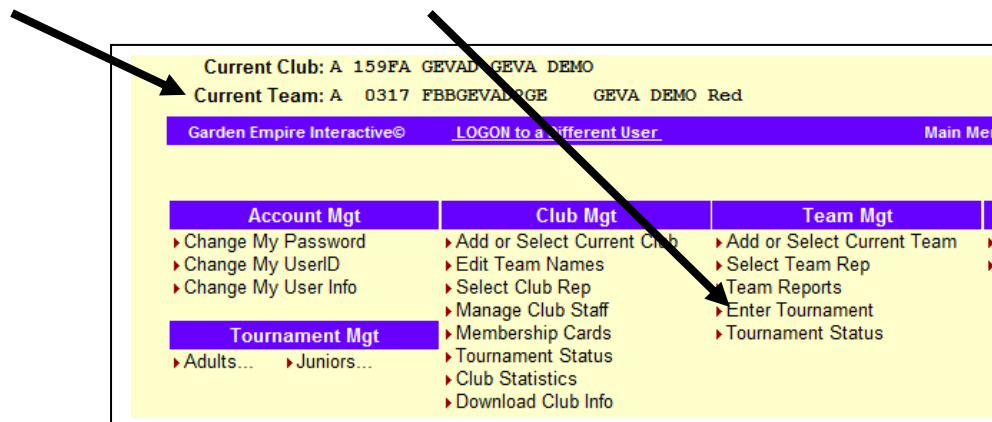 Current Club: A 159FA GEVAD GEVA DEMO
Current Team: A 0317 FBBGEVAD2GE GEVA DEMO Red
Garden Empire Interactive© LOGON to a Different User Main Me
Account Mgt
Change My Password
Change My UserID
Change My User Info
Tournament Mgt
Adults... Juniors...
Club Mgt
Add or Select Current Club
Edit Team Names
Select Club Rep
Manage Club Staff
Membership Cards
Tournament Status
Club Statistics
Download Club Info
Team Mgt
Add or Select Current Team
Select Team Rep
Team Reports
Enter Tournament
Tournament Status